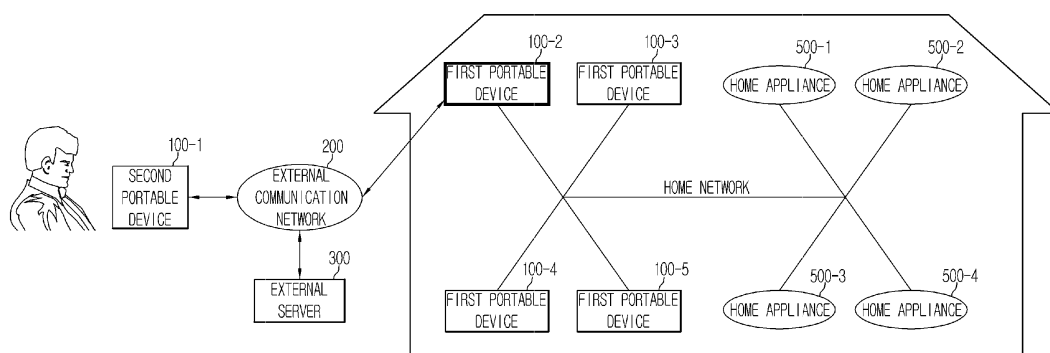 100-2
100-3
500-1
500-2
FIRST PORTABLE
DEVICE
FIRST PORTABLE
DEVICE
HOME APPLIANCE
HOME APPLIANCE
100-1
200
SECOND
PORTABLE
DEVICE
EXTERNAL
COMMUNICATION
NETWORK
HOME NETWORK
300
EXTERNAL
SERVER
100-4
100-5
500-3
500-4
FIRST PORTABLE
DEVICE
FIRST PORTABLE
DEVICE
HOME APPLIANCE
HOME APPLIANCE